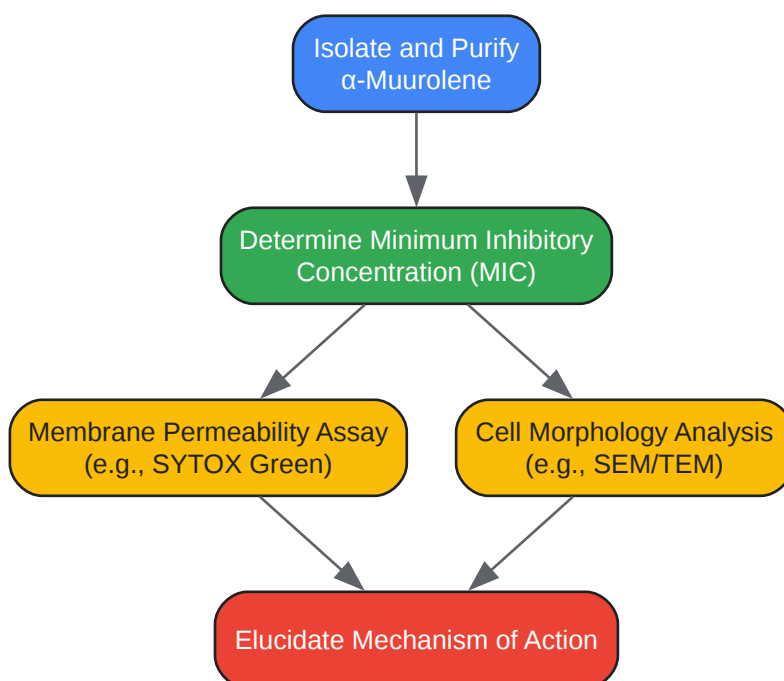 Isolate and Purify
α-Muurolene
Determine Minimum Inhibitory
Concentration (MIC)
Membrane Permeability Assay
(e.g., SYTOX Green)
Cell Morphology Analysis
(e.g., SEM/TEM)
Elucidate Mechanism of Action